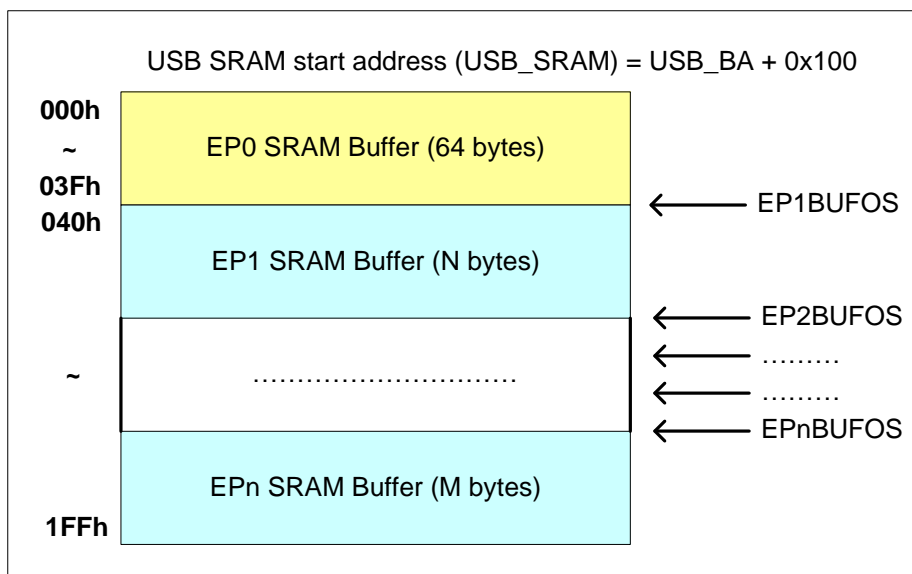 USB SRAM start address (USB_SRAM) = USB_BA + 0x100
000h
EP0 SRAM Buffer (64 bytes)
~
03Fh
EP1BUFOS
040h
EP1 SRAM Buffer (N bytes)
EP2BUFOS
………
~
……………………………
………
EPnBUFOS
EPn SRAM Buffer (M bytes)
1FFh